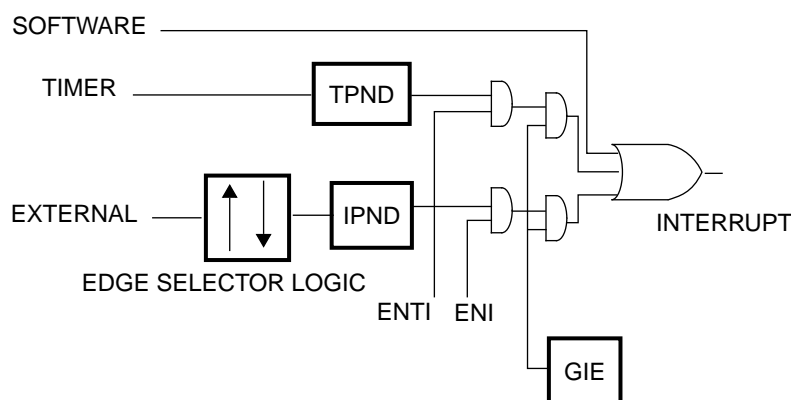 SOFTWARE
TIMER
TPND
EXTERNAL
IPND
INTERRUPT
EDGE SELECTOR LOGIC
ENTI
ENI
GIE